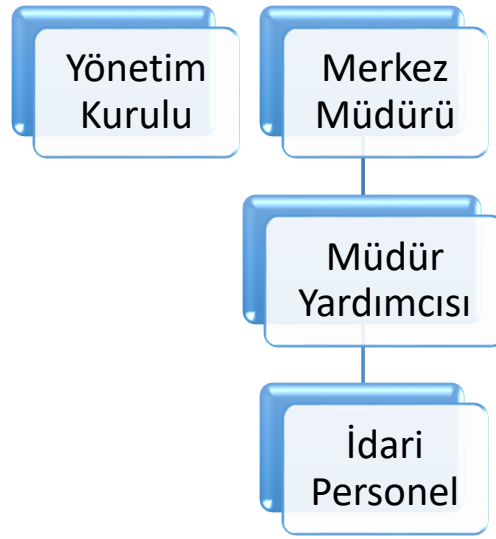 Yönetim
Kurulu
Merkez
Müdürü
Müdür
Yardımcısı
İdari
Personel